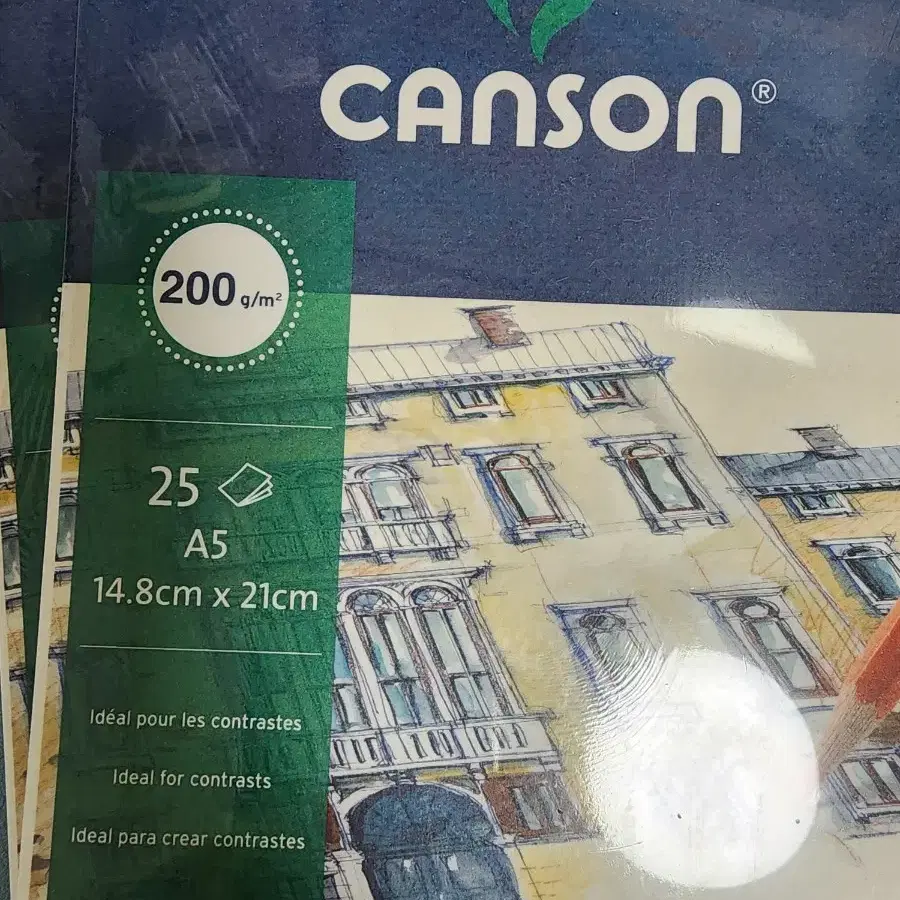 CANSON®
200 g/m²
25
A5
14.8cm x 21cm
Idéal pour les contrastes
Ideal for contrasts
Ideal para crear contrastes